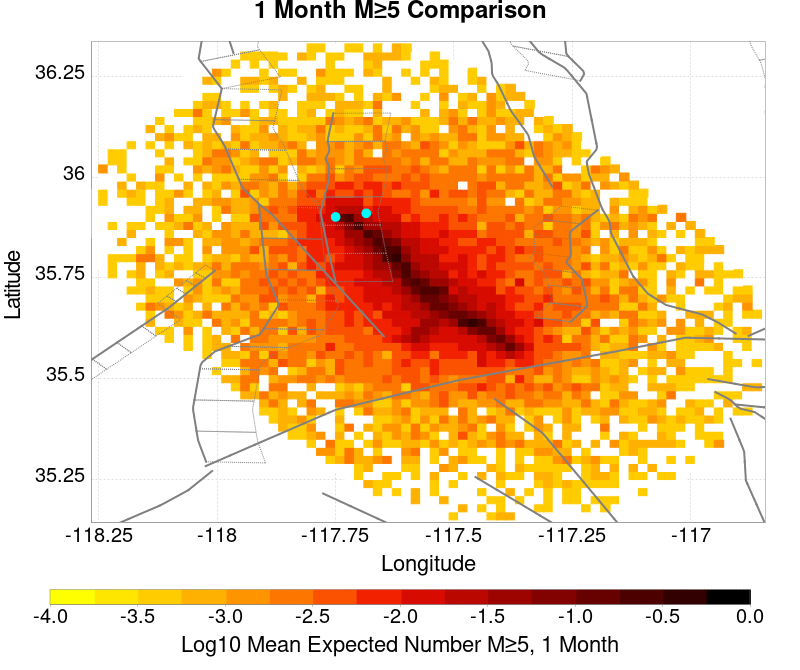 1 Month M≥5 Comparison
36.25
36
35.75
35.5
35.25
Latitude
-118.25 -118 -117.75 -117.5 -117.25 -117
Longitude
-4.0 -3.5 -3.0 -2.5 -2.0 -1.5 -1.0 -0.5 0.0
Log10 Mean Expected Number M≥5, 1 Month